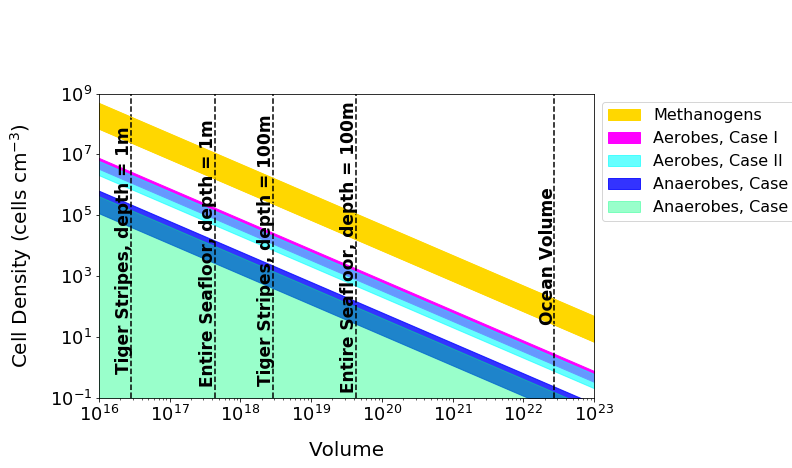 10⁹
10⁷
10⁵
10³
10¹
10⁻¹
Cell Density (cells cm⁻³)
Tiger Stripes, depth = 1m
Entire Seafloor, depth = 1m
Tiger Stripes, depth = 100m
Entire Seafloor, depth = 100m
Ocean Volume
10¹⁶ 10¹⁷ 10¹⁸ 10¹⁹ 10²⁰ 10²¹ 10²² 10²³
Volume
Methanogens
Aerobes, Case I
Aerobes, Case II
Anaerobes, Case
Anaerobes, Case